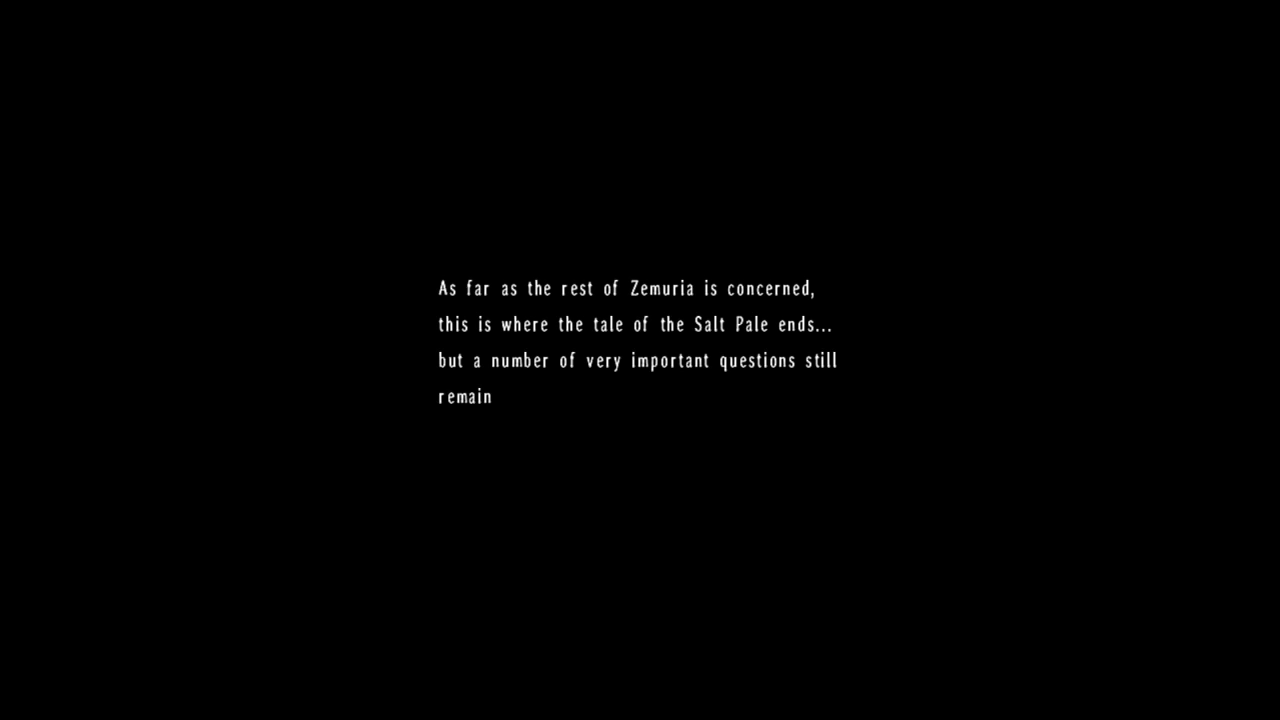 As far as the rest of Zemuria is concerned,
this is where the tale of the Salt Pale ends...
but a number of very important questions still
remain